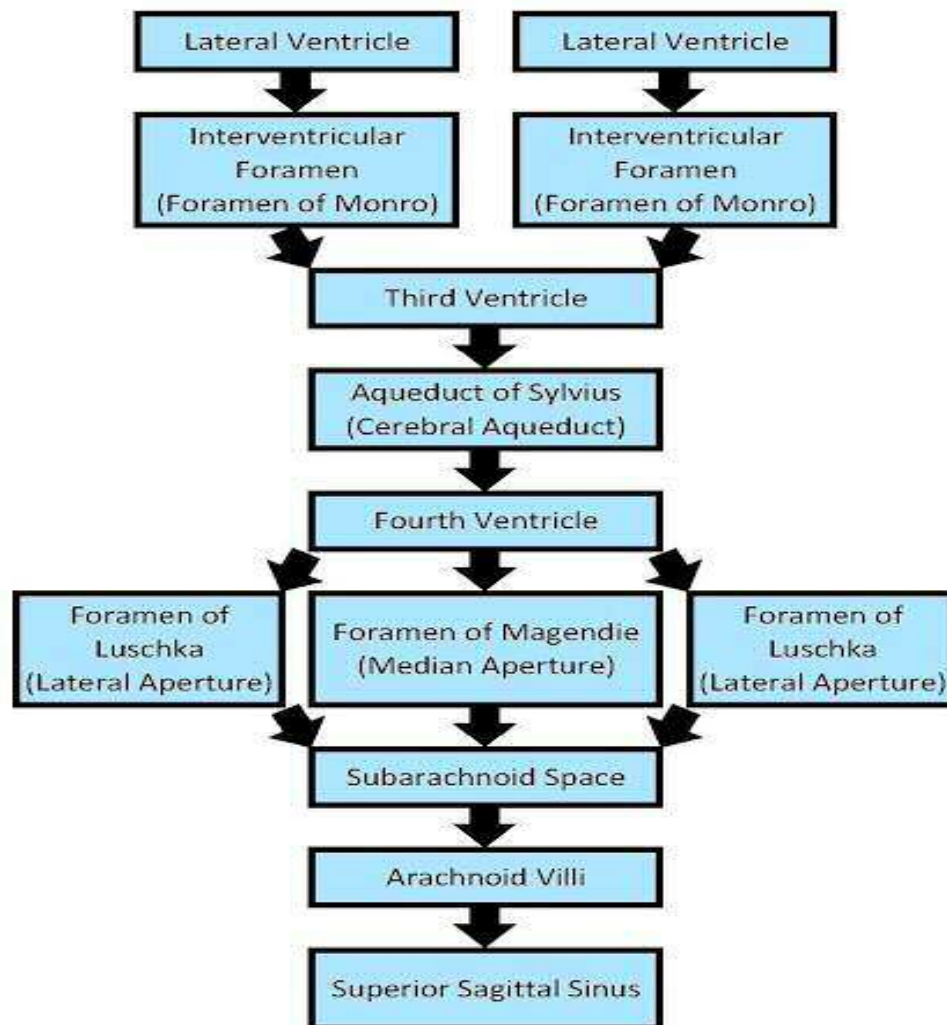 Lateral Ventricle
Lateral Ventricle
Interventricular
Foramen
(Foramen of Monro)
Interventricular
Foramen
(Foramen of Monro)
Third Ventricle
Aqueduct of Sylvius
(Cerebral Aqueduct)
Fourth Ventricle
Foramen of
Luschka
(Lateral Aperture)
Foramen of Magendie
(Median Aperture)
Foramen of
Luschka
(Lateral Aperture)
Subarachnoid Space
Arachnoid Villi
Superior Sagittal Sinus